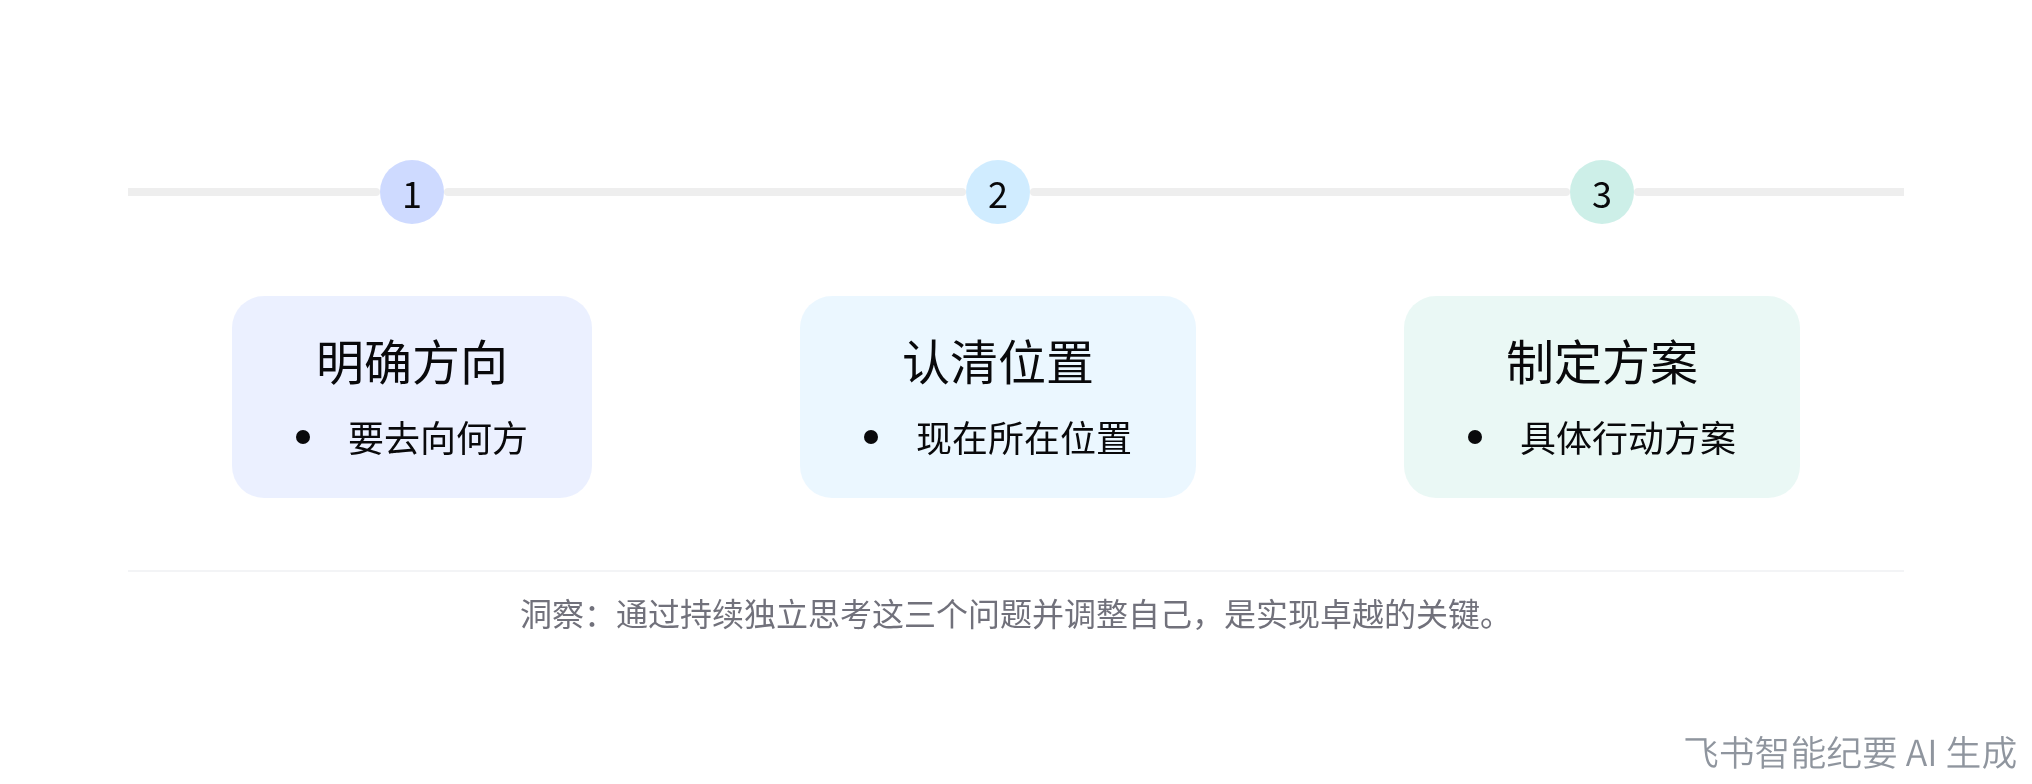 1
2
3
明确方向
• 要去向何方
认清位置
• 现在所在位置
制定方案
• 具体行动方案
洞察：通过持续独立思考这三个问题并调整自己，是实现卓越的关键。
飞书智能纪要 AI 生成